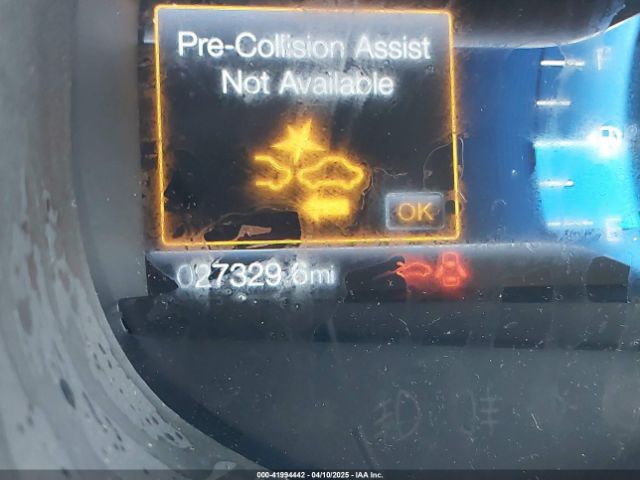 Pre-Collision Assist
Not Available
OK
027329.6mi
F
E
000-41994442 - 04/10/2025 - IAA Inc.